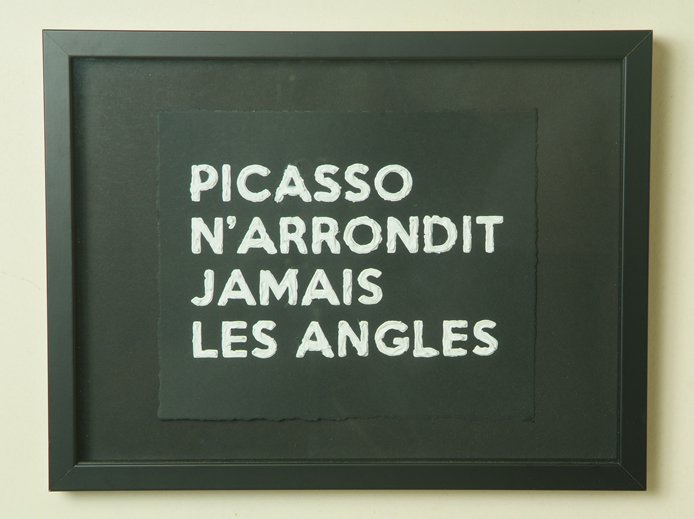 PICASSO
N'ARRONDIT
JAMAIS
LES ANGLES